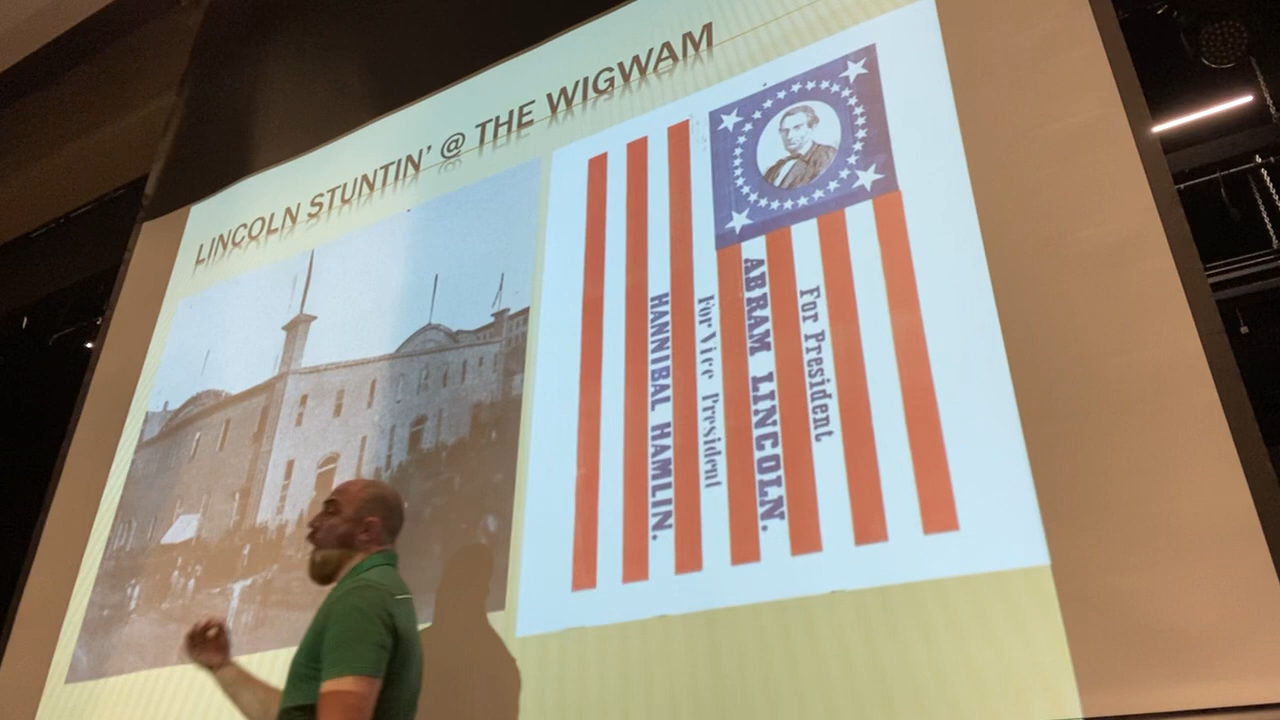 LINCOLN STUNTIN' @ THE WIGWAM
For President
ABRAM LINCOLN.
For Vice President
HANNIBAL HAMLIN.